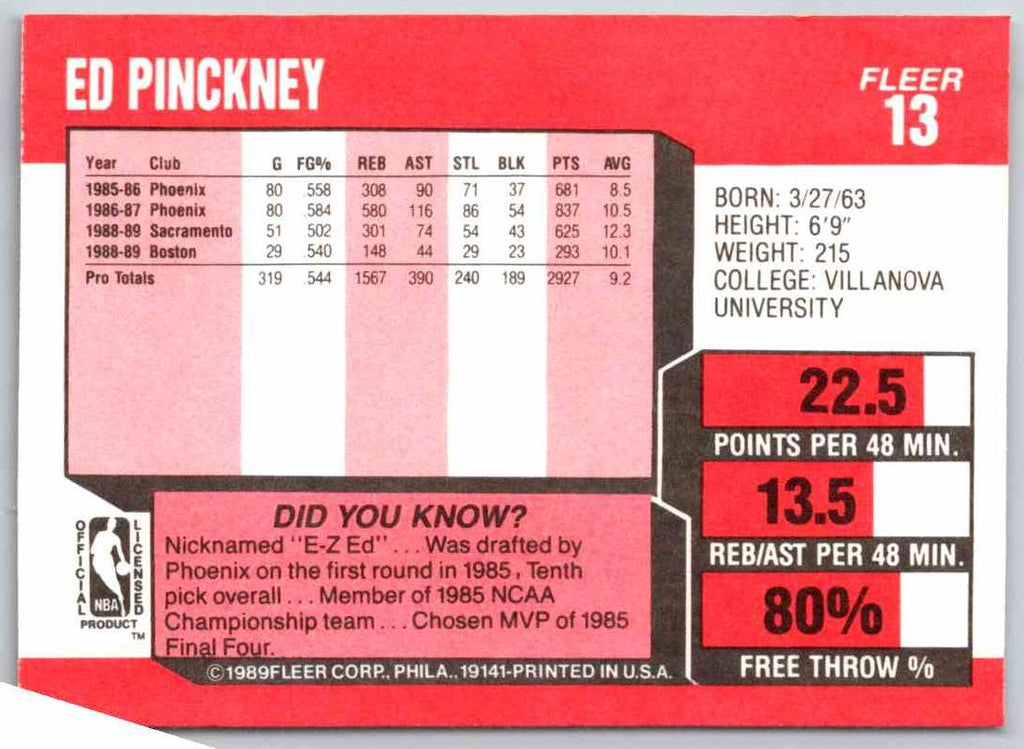 ED PINCKNEY
FLEER
13
Year Club G FG% REB AST STL BLK PTS AVG
1985-86 Phoenix 80 .558 308 90 71 37 681 8.5
1986-87 Phoenix 80 .584 580 116 86 54 837 10.5
1988-89 Sacramento 51 .502 301 74 54 43 625 12.3
1988-89 Boston 29 .540 148 44 29 23 293 10.1
Pro Totals 319 .544 1567 390 240 189 2927 9.2
BORN: 3/27/63
HEIGHT: 6'9"
WEIGHT: 215
COLLEGE: VILLANOVA
UNIVERSITY
22.5
POINTS PER 48 MIN.
13.5
REB/AST PER 48 MIN.
80%
FREE THROW %
DID YOU KNOW?
Nicknamed "E-Z Ed" . . . Was drafted by
Phoenix on the first round in 1985, Tenth
pick overall . . . Member of 1985 NCAA
Championship team . . . Chosen MVP of 1985
Final Four.
OFFICIAL
LICENSED
NBA
PRODUCT
TM
©1989 FLEER CORP., PHILA., 19141-PRINTED IN U.S.A.